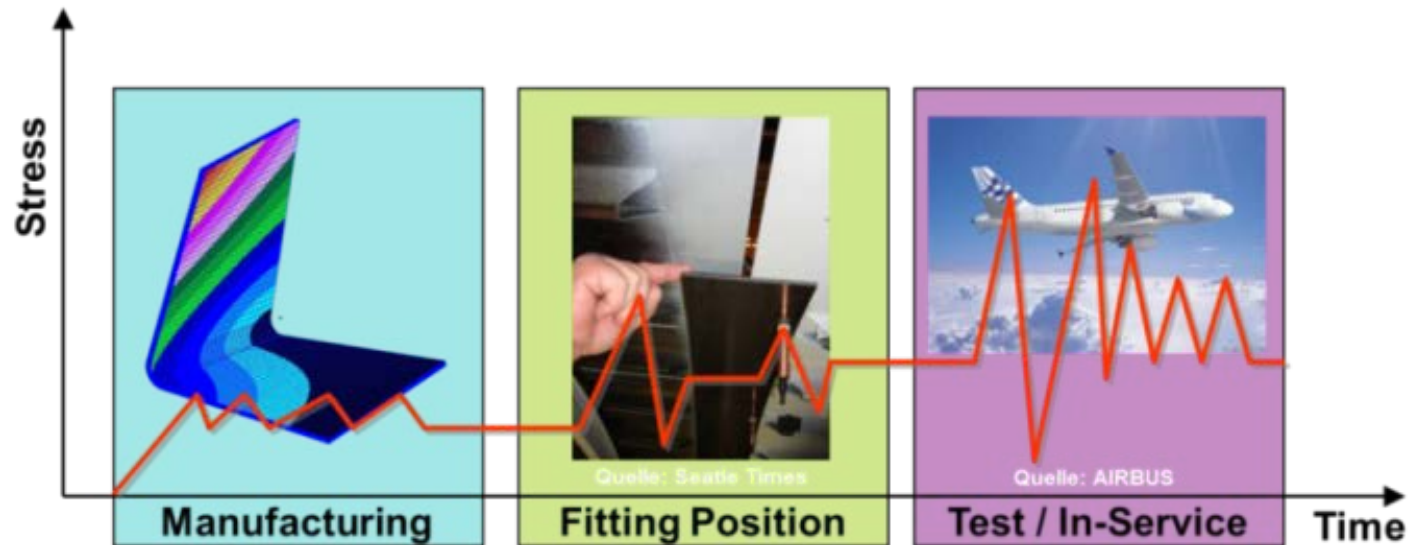 Stress
Quelle: Seatle Times
Quelle: AIRBUS
Manufacturing
Fitting Position
Test / In-Service
Time